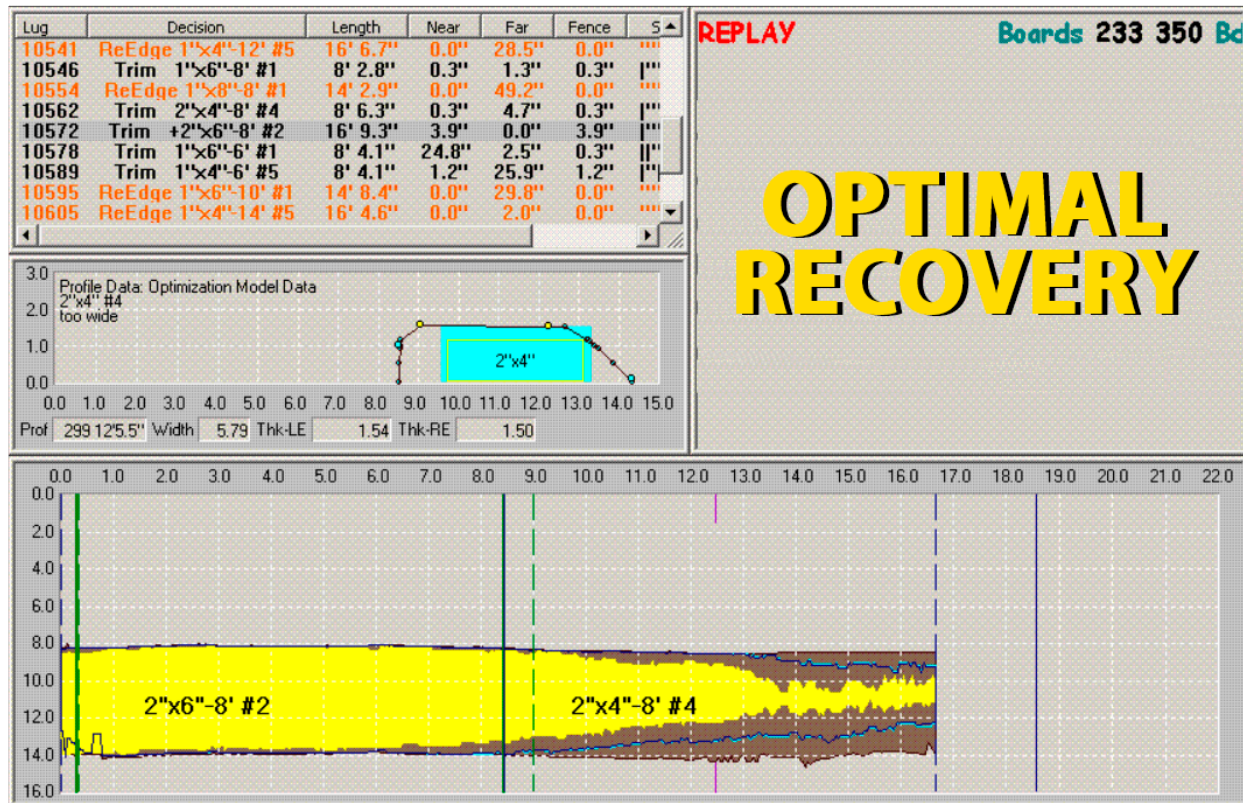 Lug Decision Length Near Far Fence S
10541 ReEdge 1"x4"-12' #5 16' 6.7" 0.0" 28.5" 0.0" """
10546 Trim 1"x6"-8' #1 8' 2.8" 0.3" 1.3" 0.3" |""
10554 ReEdge 1"x8"-8' #1 14' 2.9" 0.0" 49.2" 0.0" """
10562 Trim 2"x4"-8' #4 8' 6.3" 0.3" 4.7" 0.3" |""
10572 Trim +2"x6"-8' #2 16' 9.3" 3.9" 0.0" 3.9" |""
10578 Trim 1"x6"-6' #1 8' 4.1" 24.8" 2.5" 0.3" ||"
10589 Trim 1"x4"-6' #5 8' 4.1" 1.2" 25.9" 1.2" |"|
10595 ReEdge 1"x6"-10' #1 14' 8.4" 0.0" 29.8" 0.0" """
10605 ReEdge 1"x4"-14' #5 16' 4.6" 0.0" 2.0" 0.0" """
REPLAY Boards 233 350 Bd
OPTIMAL
RECOVERY
3.0
Profile Data: Optimization Model Data
2"x4" #4
too wide
2.0
1.0
0.0
2"x4"
0.0 1.0 2.0 3.0 4.0 5.0 6.0 7.0 8.0 9.0 10.0 11.0 12.0 13.0 14.0 15.0
Prof 299 12'5.5" Width 5.79 Thk-LE 1.54 Thk-RE 1.50
0.0 1.0 2.0 3.0 4.0 5.0 6.0 7.0 8.0 9.0 10.0 11.0 12.0 13.0 14.0 15.0 16.0 17.0 18.0 19.0 20.0 21.0 22.0
0.0
2.0
4.0
6.0
8.0
10.0
12.0
14.0
16.0
2"x6"-8' #2 2"x4"-8' #4